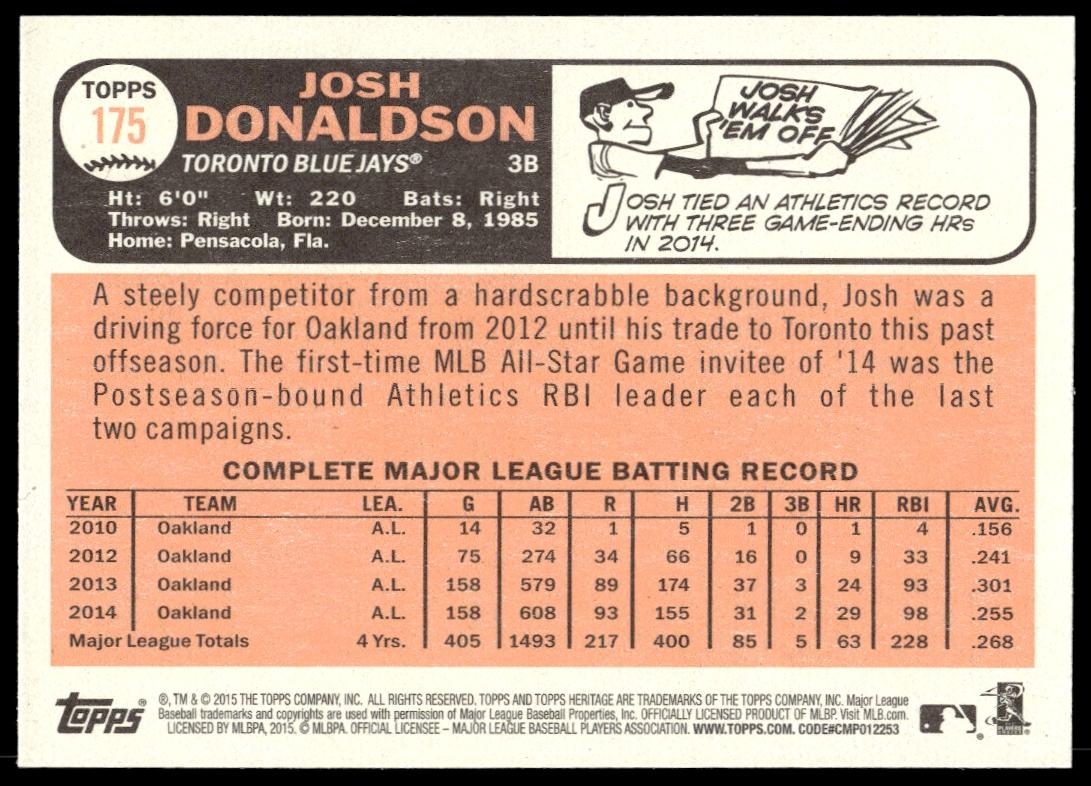 TOPPS
175
JOSH
DONALDSON
TORONTO BLUE JAYS® 3B
Ht: 6'0" Wt: 220 Bats: Right
Throws: Right Born: December 8, 1985
Home: Pensacola, Fla.
JOSH
WALK'S
'EM OFF
JOSH TIED AN ATHLETICS RECORD
WITH THREE GAME-ENDING HRs
IN 2014.
A steely competitor from a hardscrabble background, Josh was a
driving force for Oakland from 2012 until his trade to Toronto this past
offseason. The first-time MLB All-Star Game invitee of '14 was the
Postseason-bound Athletics RBI leader each of the last
two campaigns.
COMPLETE MAJOR LEAGUE BATTING RECORD
YEAR TEAM LEA. G AB R H 2B 3B HR RBI AVG.
2010 Oakland A.L. 14 32 1 5 1 0 1 4 .156
2012 Oakland A.L. 75 274 34 66 16 0 9 33 .241
2013 Oakland A.L. 158 579 89 174 37 3 24 93 .301
2014 Oakland A.L. 158 608 93 155 31 2 29 98 .255
Major League Totals 4 Yrs. 405 1493 217 400 85 5 63 228 .268
topps®
®, TM & © 2015 THE TOPPS COMPANY, INC. ALL RIGHTS RESERVED. TOPPS AND TOPPS HERITAGE ARE TRADEMARKS OF THE TOPPS COMPANY, INC. Major League
Baseball trademarks and copyrights are used with permission of Major League Baseball Properties, Inc. OFFICIALLY LICENSED PRODUCT OF MLBP. Visit MLB.com.
LICENSED BY MLBPA, 2015. © MLBPA. OFFICIAL LICENSEE – MAJOR LEAGUE BASEBALL PLAYERS ASSOCIATION. WWW.TOPPS.COM. CODE#CMP012253